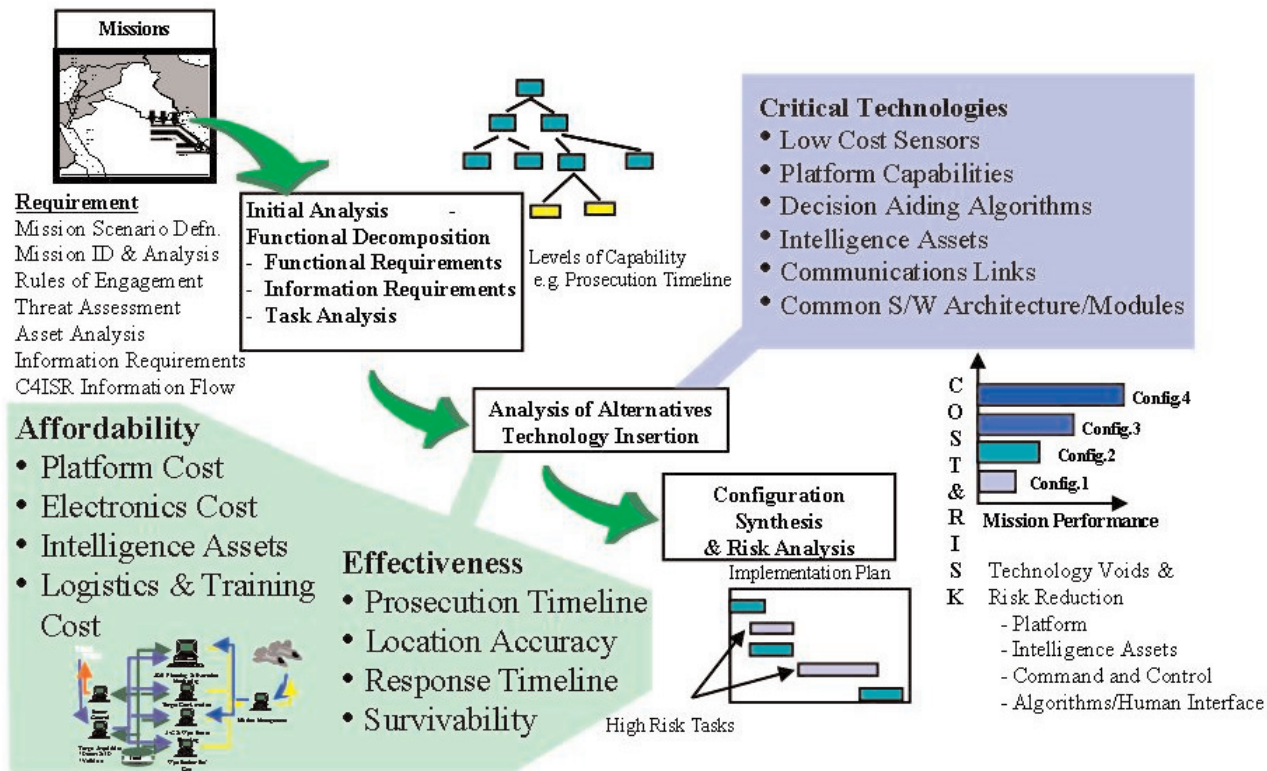 Missions
Requirement
Mission Scenario Defn.
Mission ID & Analysis
Rules of Engagement
Threat Assessment
Asset Analysis
Information Requirements
C4ISR Information Flow
Initial Analysis -
Functional Decomposition
- Functional Requirements
- Information Requirements
- Task Analysis
Levels of Capability
e.g. Prosecution Timeline
Critical Technologies
• Low Cost Sensors
• Platform Capabilities
• Decision Aiding Algorithms
• Intelligence Assets
• Communications Links
• Common S/W Architecture/Modules
Analysis of Alternatives
Technology Insertion
Affordability
• Platform Cost
• Electronics Cost
• Intelligence Assets
• Logistics & Training
Cost
Effectiveness
• Prosecution Timeline
• Location Accuracy
• Response Timeline
• Survivability
Configuration
Synthesis
& Risk Analysis
Implementation Plan
High Risk Tasks
COST&RISK
Config.4
Config.3
Config.2
Config.1
Mission Performance
Technology Voids &
Risk Reduction
- Platform
- Intelligence Assets
- Command and Control
- Algorithms/Human Interface